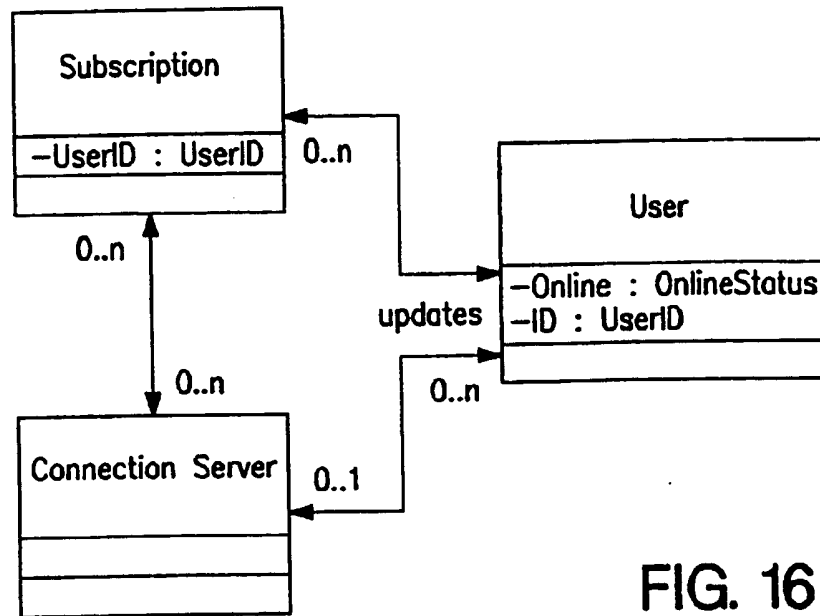 Subscription
-UserID : UserID
0..n
0..n
User
-Online : OnlineStatus
-ID : UserID
updates
0..n
0..n
Connection Server
0..1
FIG. 16